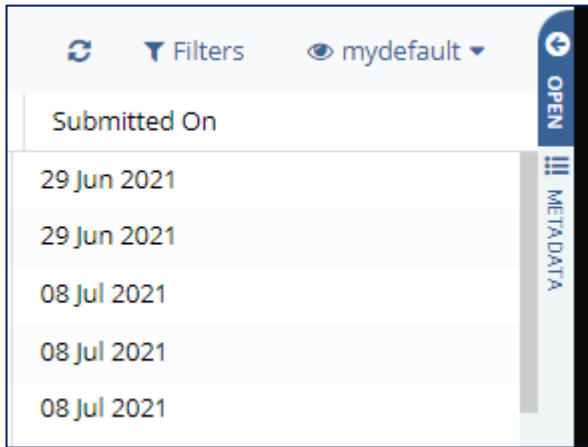 Filters mydefault
OPEN
METADATA
Submitted On
29 Jun 2021
29 Jun 2021
08 Jul 2021
08 Jul 2021
08 Jul 2021